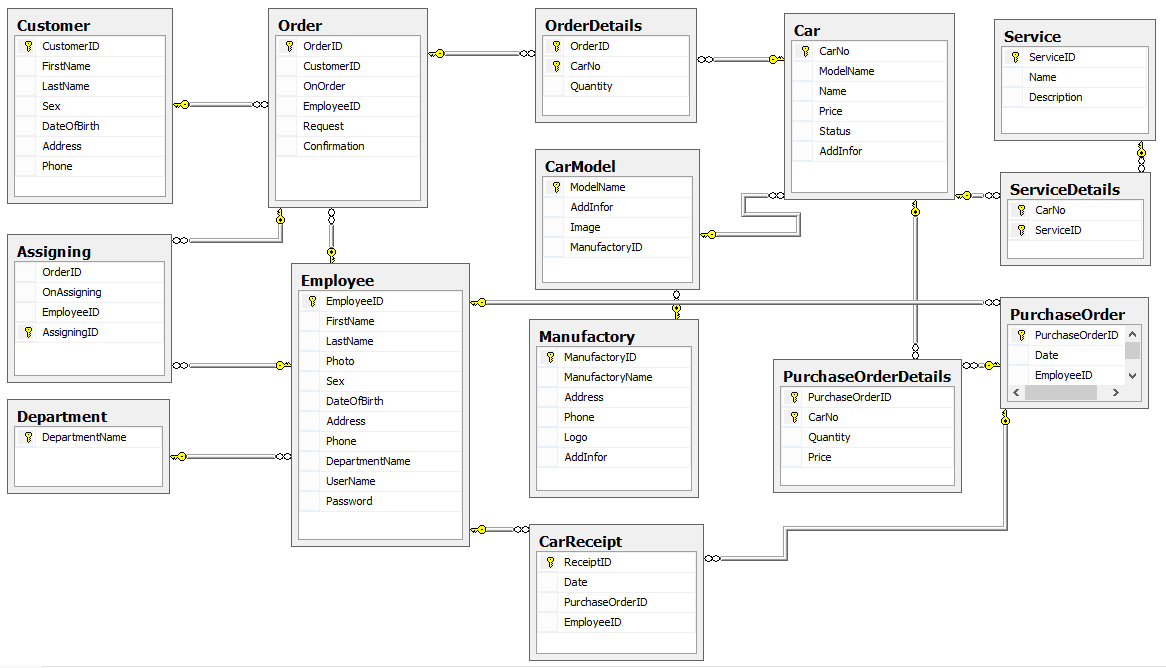 Customer
CustomerID
FirstName
LastName
Sex
DateOfBirth
Address
Phone
Order
OrderID
CustomerID
OnOrder
EmployeeID
Request
Confirmation
OrderDetails
OrderID
CarNo
Quantity
Car
CarNo
ModelName
Name
Price
Status
AddInfor
Service
ServiceID
Name
Description
CarModel
ModelName
AddInfor
Image
ManufactoryID
ServiceDetails
CarNo
ServiceID
Assigning
OrderID
OnAssigning
EmployeeID
AssigningID
Employee
EmployeeID
FirstName
LastName
Photo
Sex
DateOfBirth
Address
Phone
DepartmentName
UserName
Password
Manufactory
ManufactoryID
ManufactoryName
Address
Phone
Logo
AddInfor
PurchaseOrder
PurchaseOrderID
Date
EmployeeID
PurchaseOrderDetails
PurchaseOrderID
CarNo
Quantity
Price
Department
DepartmentName
CarReceipt
ReceiptID
Date
PurchaseOrderID
EmployeeID